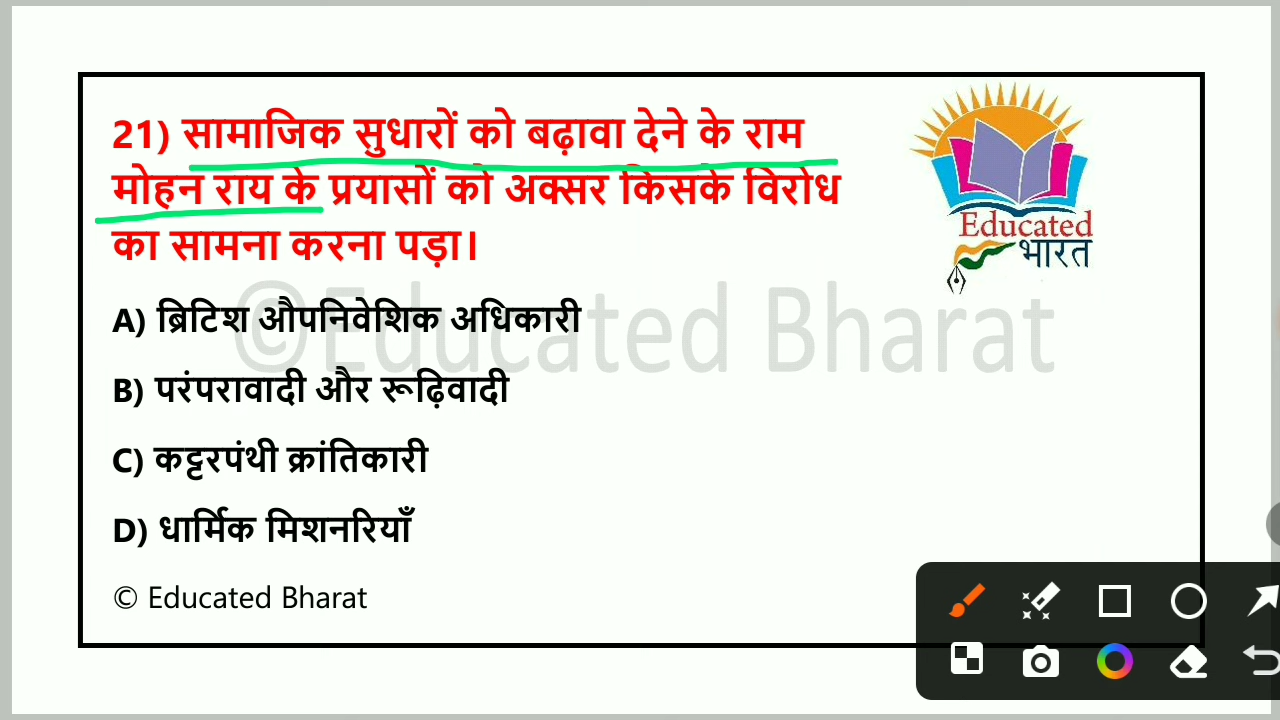 21) सामाजिक सुधारों को बढ़ावा देने के राम
मोहन राय के प्रयासों को अक्सर किसके विरोध
का सामना करना पड़ा।
Educated
भारत
©Educated Bharat
A) ब्रिटिश औपनिवेशिक अधिकारी
B) परंपरावादी और रूढ़िवादी
C) कट्टरपंथी क्रांतिकारी
D) धार्मिक मिशनरियाँ
© Educated Bharat